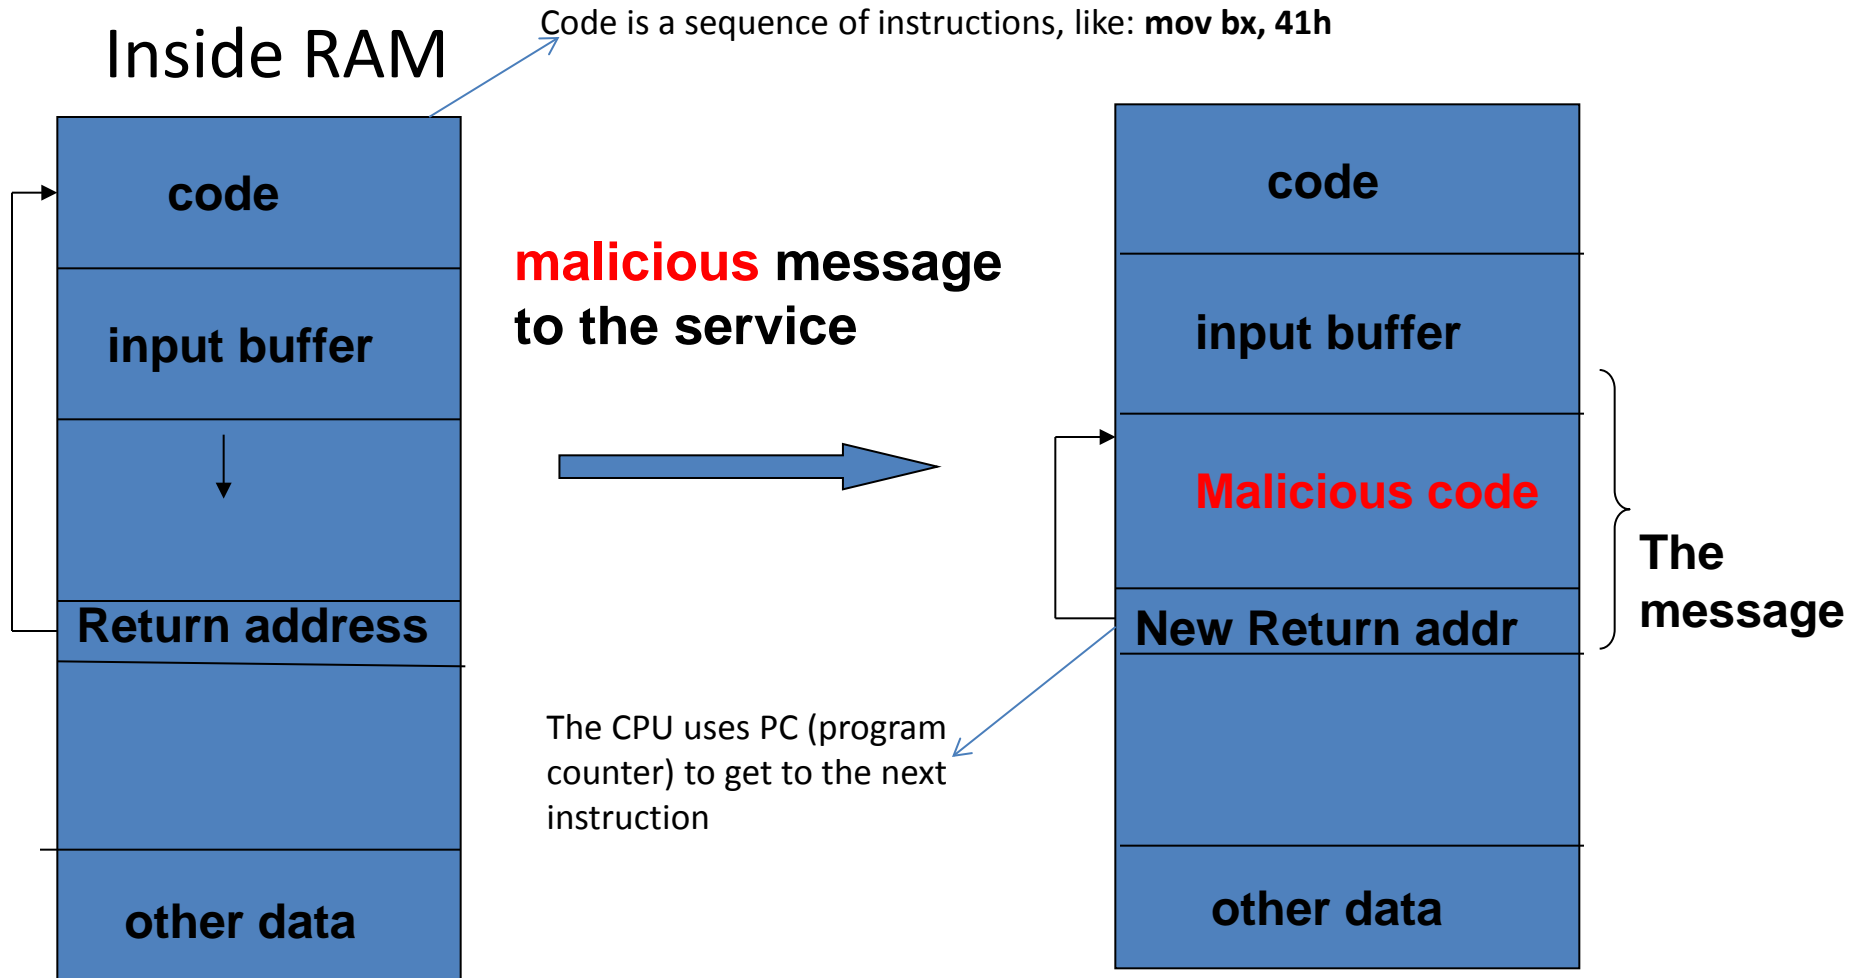 Code is a sequence of instructions, like: mov bx, 41h
Inside RAM
code
input buffer
Return address
other data
malicious message
to the service
The CPU uses PC (program
counter) to get to the next
instruction
code
input buffer
Malicious code
New Return addr
other data
The
message